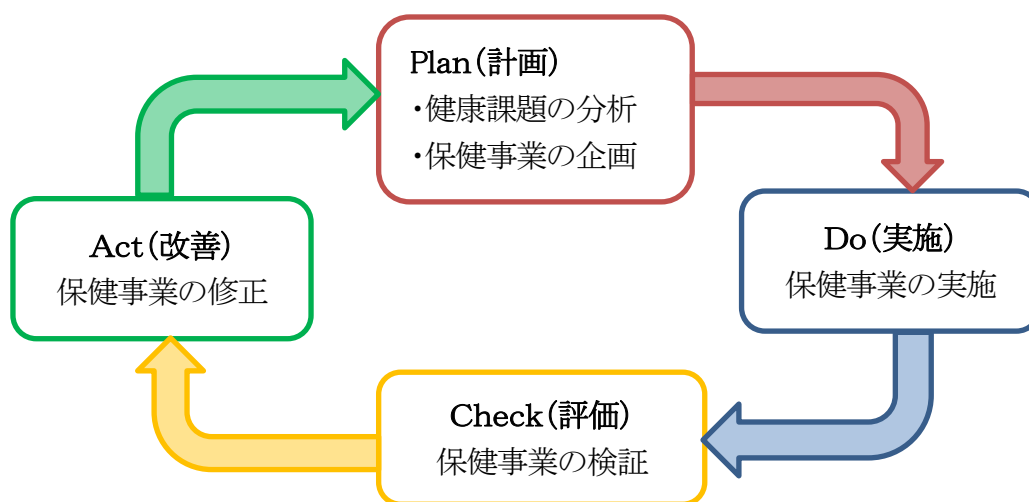 Plan(計画)
・健康課題の分析
・保健事業の企画
Act(改善)
保健事業の修正
Do(実施)
保健事業の実施
Check(評価)
保健事業の検証